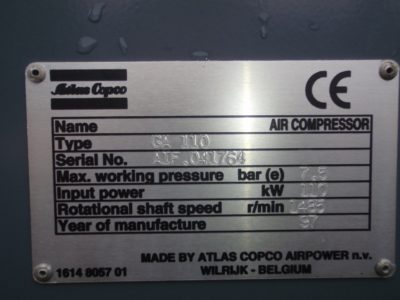 Atlas Copco
CE
Name AIR COMPRESSOR
Type GA 110
Serial No. AIF.041764
Max. working pressure bar (e) 7.5
Input power kW 110
Rotational shaft speed r/min
Year of manufacture 97
MADE BY ATLAS COPCO AIRPOWER n.v.
1614 8057 01 WILRIJK - BELGIUM